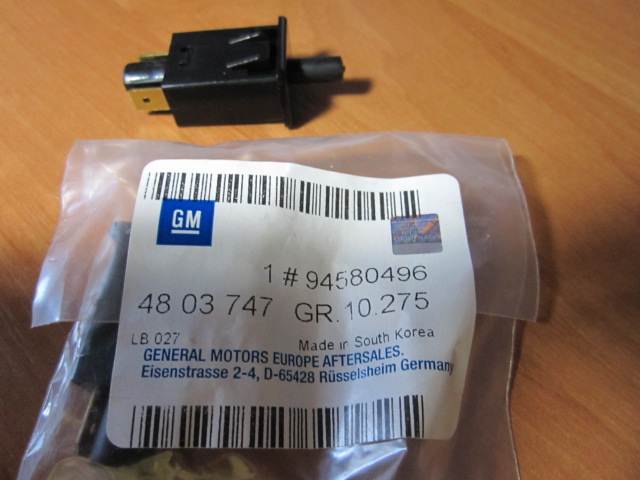 GM
1 # 94580496
48 03 747 GR. 10.275
LB 027
Made in South Korea
GENERAL MOTORS EUROPE AFTERSALES.
Eisenstrasse 2-4, D-65428 Rüsselsheim Germany